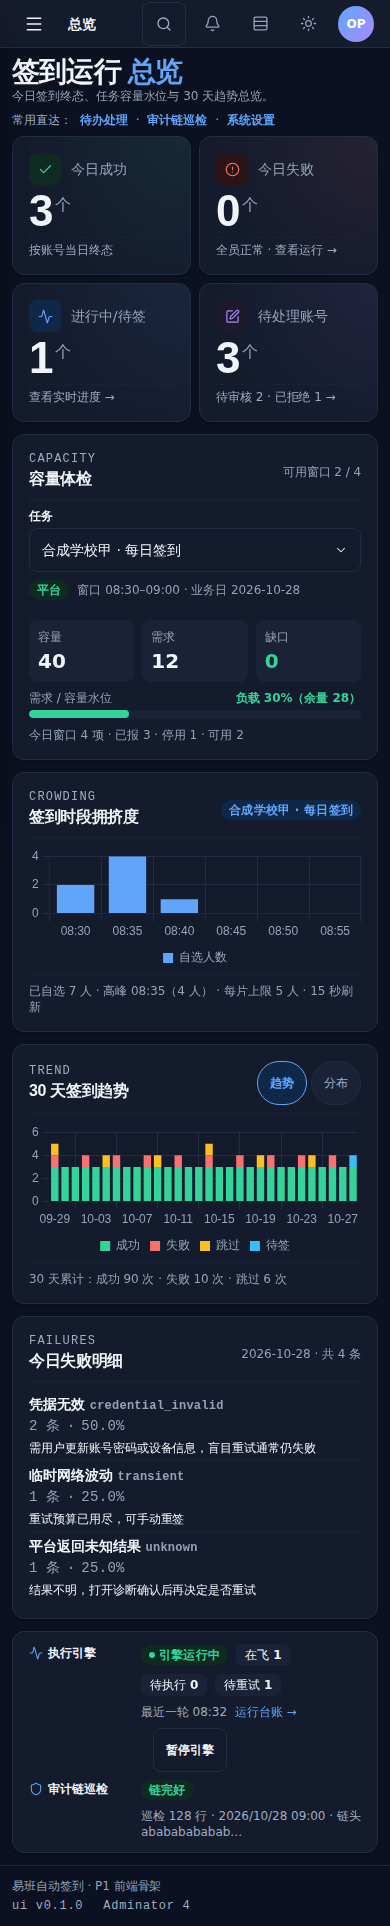 总览
OP
签到运行 总览
今日签到终态、任务容量水位与 30 天趋势总览。
常用直达： 待办处理 · 审计链巡检 · 系统设置
今日成功
3个
按账号当日终态
今日失败
0个
全员正常 · 查看运行 →
进行中/待签
1个
查看实时进度 →
待处理账号
3个
待审核 2 · 已拒绝 1 →
CAPACITY
容量体检
可用窗口 2 / 4
任务
合成学校甲 · 每日签到
平台 窗口 08:30–09:00 · 业务日 2026-10-28
容量
40
需求
12
缺口
0
需求 / 容量水位
负载 30%（余量 28）
今日窗口 4 项 · 已报 3 · 停用 1 · 可用 2
CROWDING
签到时段拥挤度
合成学校甲 · 每日签到
4
2
0
08:30 08:35 08:40 08:45 08:50 08:55
自选人数
已自选 7 人 · 高峰 08:35（4 人） · 每片上限 5 人 · 15 秒刷
新
TREND
30 天签到趋势
趋势
分布
6
4
2
0
09-29 10-03 10-07 10-11 10-15 10-19 10-23 10-27
成功 失败 跳过 待签
30 天累计：成功 90 次 · 失败 10 次 · 跳过 6 次
FAILURES
今日失败明细
2026-10-28 · 共 4 条
凭据无效 credential_invalid
2 条 · 50.0%
需用户更新账号密码或设备信息，盲目重试通常仍失败
临时网络波动 transient
1 条 · 25.0%
重试预算已用尽，可手动重签
平台返回未知结果 unknown
1 条 · 25.0%
结果不明，打开诊断确认后再决定是否重试
执行引擎
引擎运行中 在飞 1
待执行 0 待重试 1
最近一轮 08:32 运行台账 →
暂停引擎
审计链巡检
链完好
巡检 128 行 · 2026/10/28 09:00 · 链头
abababababab…
易班自动签到 · P1 前端骨架
ui v0.1.0 Adminator 4